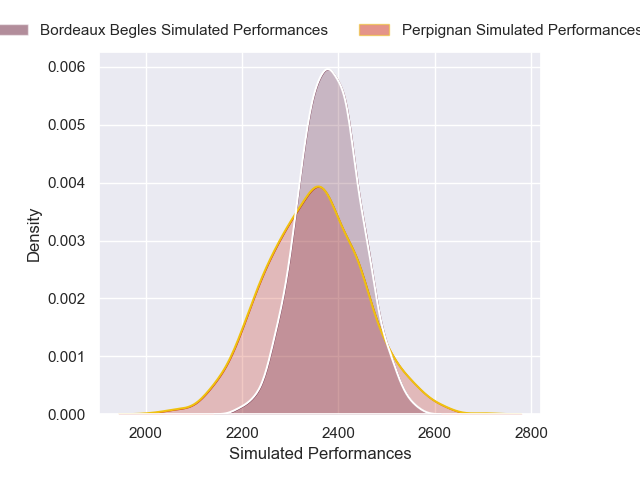 Bordeaux Begles Simulated Performances
Perpignan Simulated Performances
0.006
0.005
0.004
0.003
0.002
0.001
0.000
Density
2000 2200 2400 2600 2800
Simulated Performances